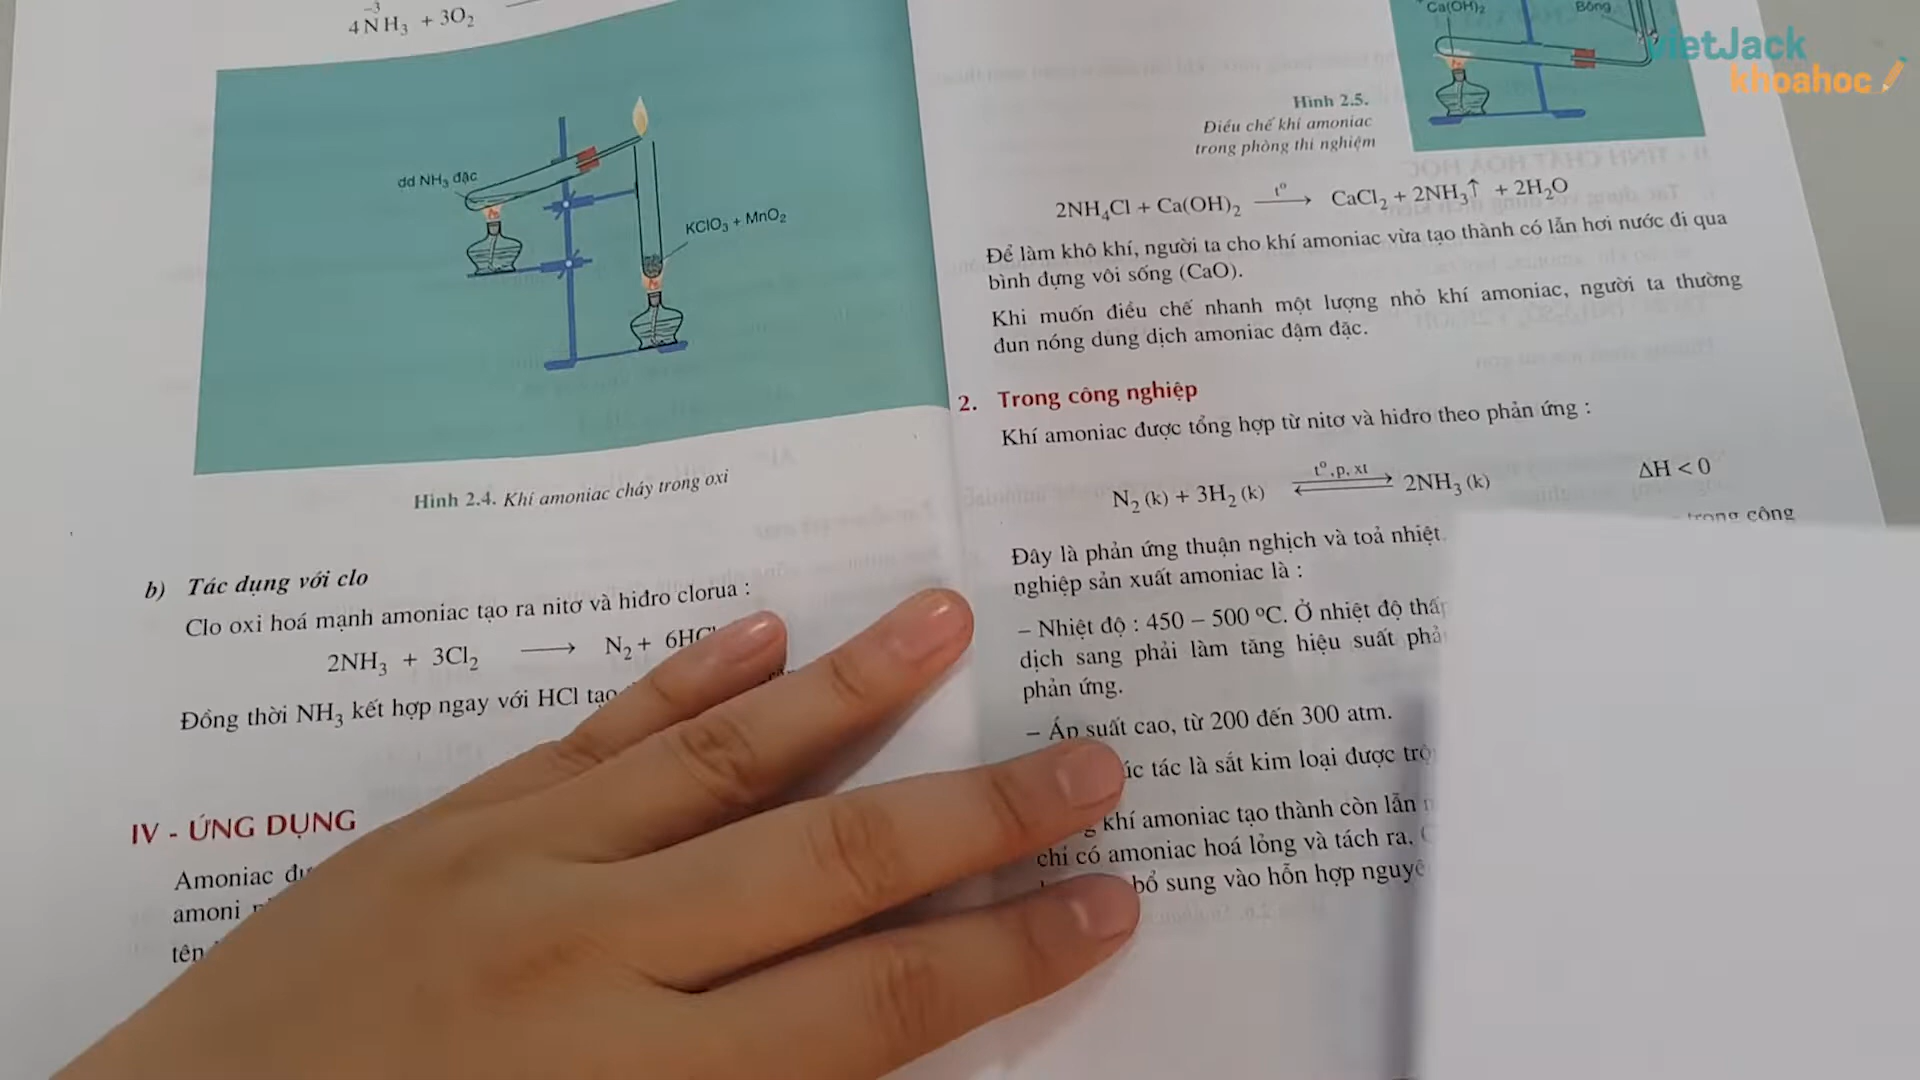 4NH₃ + 3O₂
-3
dd NH₃ đặc
KClO₃ + MnO₂
Hình 2.4. Khí amoniac cháy trong oxi
b) Tác dụng với clo
Clo oxi hoá mạnh amoniac tạo ra nitơ và hiđro clorua :
2NH₃ + 3Cl₂ ⟶ N₂ + 6HCl
Đồng thời NH₃ kết hợp ngay với HCl tạo
IV - ỨNG DỤNG
Amoniac
amoni
tên
Ca(OH)₂
Bông
vietJack
khoahoc
Hình 2.5.
Điều chế khí amoniac
trong phòng thí nghiệm
2NH₄Cl + Ca(OH)₂ —t°→ CaCl₂ + 2NH₃↑ + 2H₂O
Để làm khô khí, người ta cho khí amoniac vừa tạo thành có lẫn hơi nước đi qua
bình đựng vôi sống (CaO).
Khi muốn điều chế nhanh một lượng nhỏ khí amoniac, người ta thường
đun nóng dung dịch amoniac đậm đặc.
2. Trong công nghiệp
Khí amoniac được tổng hợp từ nitơ và hiđro theo phản ứng :
t°, p, xt
N₂ (k) + 3H₂ (k) ⇌ 2NH₃ (k) ΔH < 0
Đây là phản ứng thuận nghịch và toả nhiệt. trong công
nghiệp sản xuất amoniac là :
– Nhiệt độ : 450 – 500 °C. Ở nhiệt độ thấp
dịch sang phải làm tăng hiệu suất
phản ứng.
– Áp suất cao, từ 200 đến 300 atm.
tác là sắt kim loại được
khí amoniac tạo thành còn lẫn
chỉ có amoniac hoá lỏng và tách ra.
bổ sung vào hỗn hợp